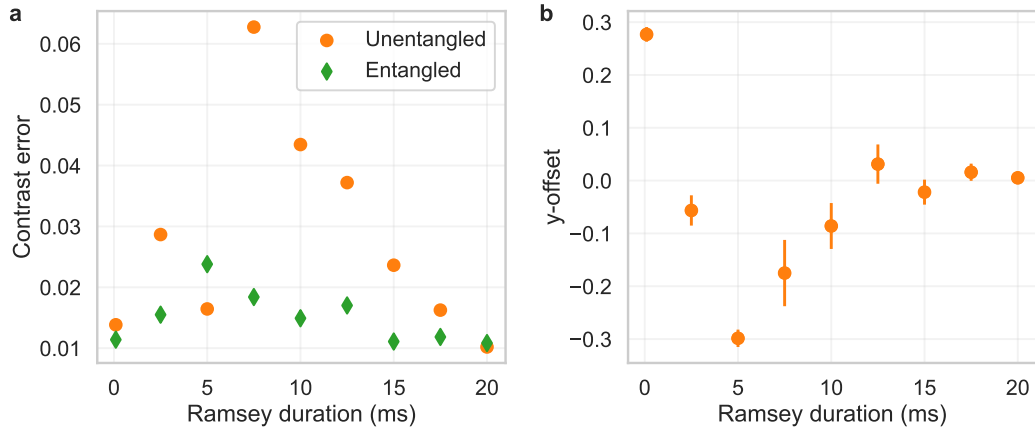 a
0.06
0.05
0.04
0.03
0.02
0.01
Contrast error
Unentangled
Entangled
0 5 10 15 20
Ramsey duration (ms)
b
0.3
0.2
0.1
0.0
−0.1
−0.2
−0.3
y-offset
0 5 10 15 20
Ramsey duration (ms)